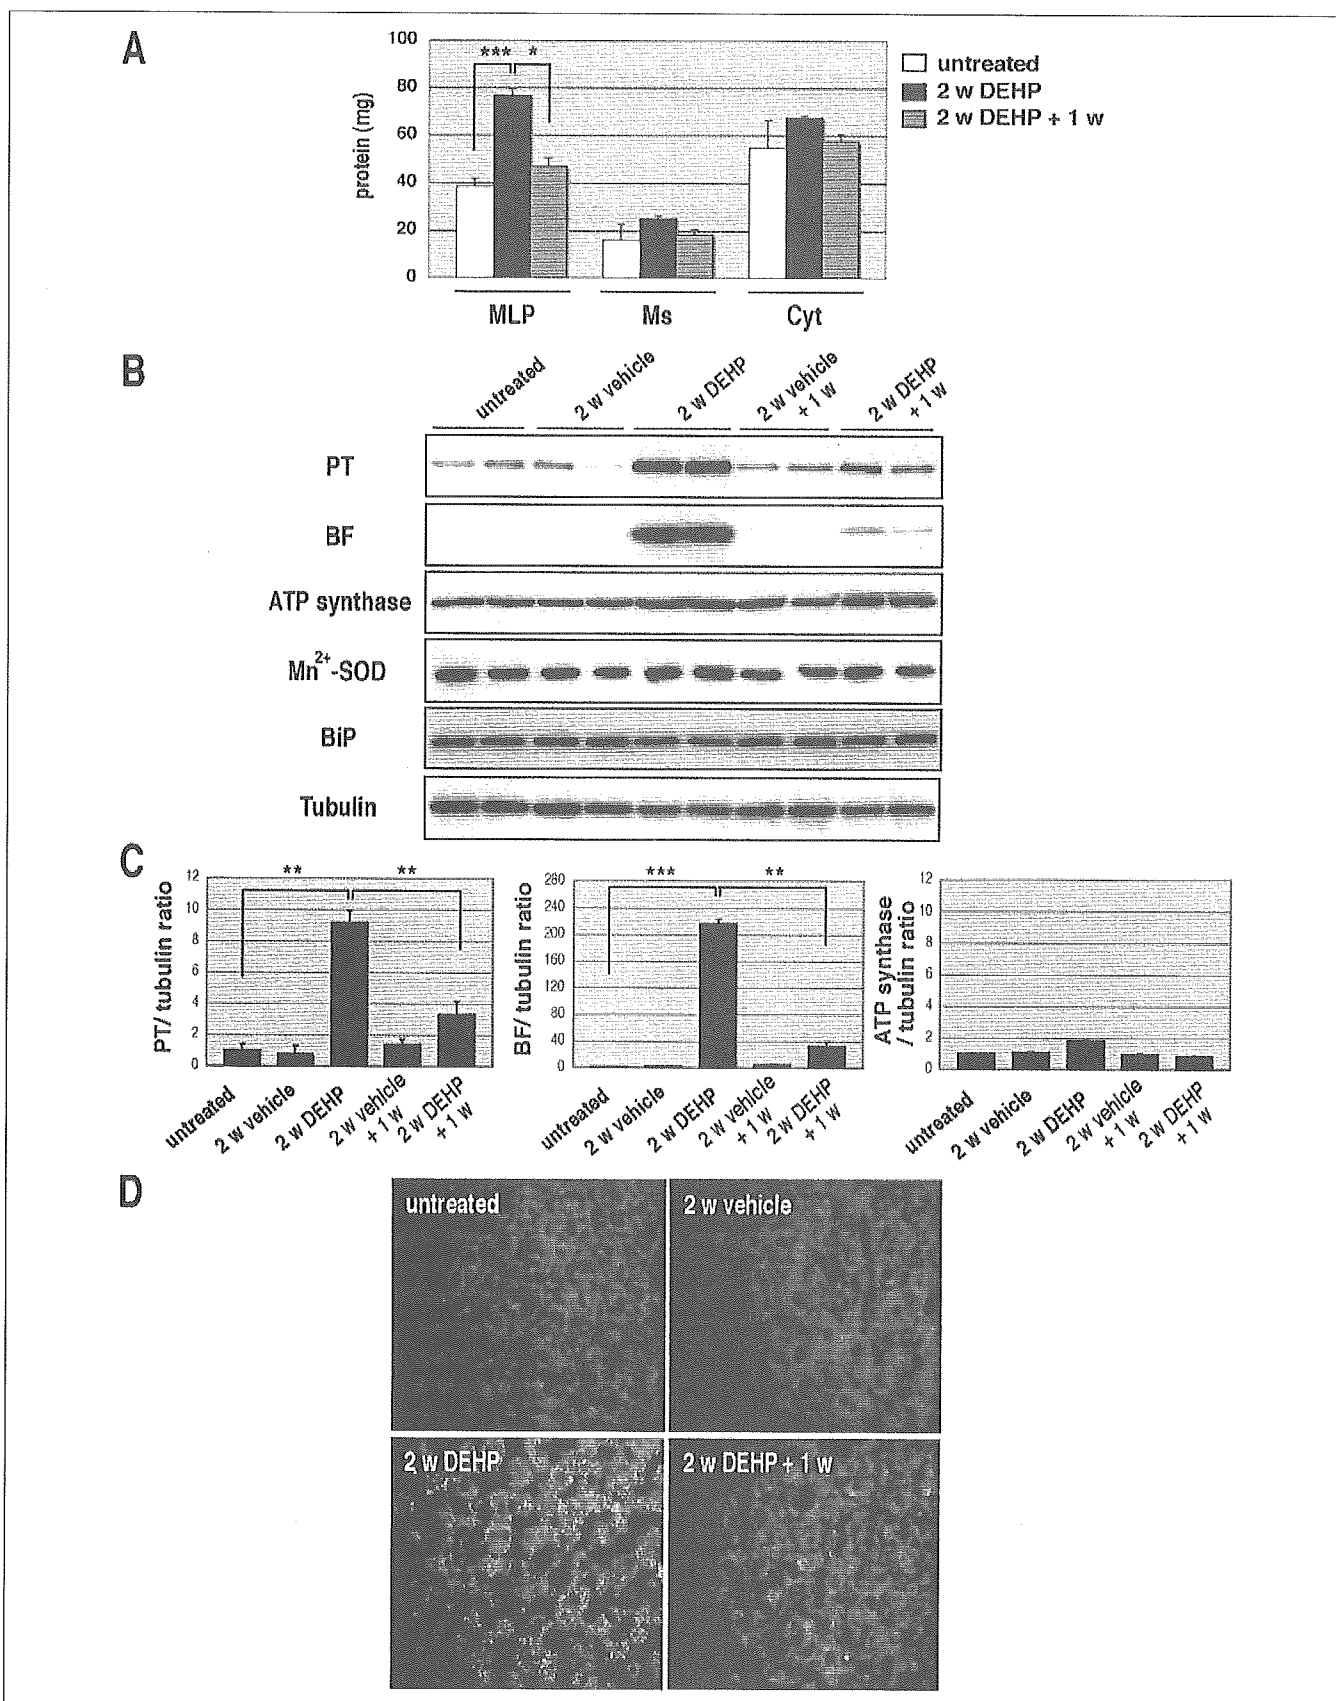 A
100
80
60
40
20
0
protein (mg)
*** *
untreated
2 w DEHP
2 w DEHP + 1 w
MLP Ms Cyt
B
untreated
2 w vehicle
2 w DEHP
2 w vehicle
+ 1 w
2 w DEHP
+ 1 w
PT
BF
ATP synthase
Mn2+-SOD
BiP
Tubulin
C
PT/ tubulin ratio
12
10
8
6
4
2
0
** **
untreated
2 w vehicle
2 w DEHP
2 w vehicle
+ 1 w
2 w DEHP
+ 1 w
BF/ tubulin ratio
280
240
200
160
120
80
40
0
*** **
untreated
2 w vehicle
2 w DEHP
2 w vehicle
+ 1 w
2 w DEHP
+ 1 w
ATP synthase
/ tubulin ratio
12
10
8
6
4
2
0
untreated
2 w vehicle
2 w DEHP
2 w vehicle
+ 1 w
2 w DEHP
+ 1 w
D
untreated
2 w vehicle
2 w DEHP
2 w DEHP + 1 w